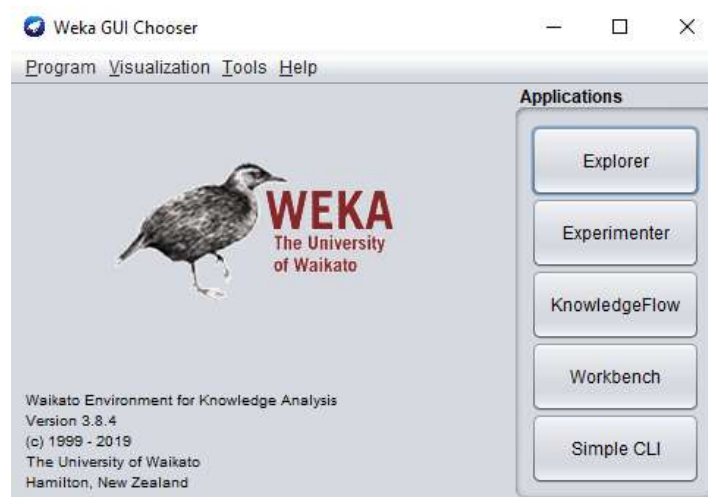 Weka GUI Chooser
Program Visualization Tools Help
Applications
Explorer
Experimenter
KnowledgeFlow
Workbench
Simple CLI
WEKA
The University
of Waikato
Waikato Environment for Knowledge Analysis
Version 3.8.4
(c) 1999 - 2019
The University of Waikato
Hamilton, New Zealand